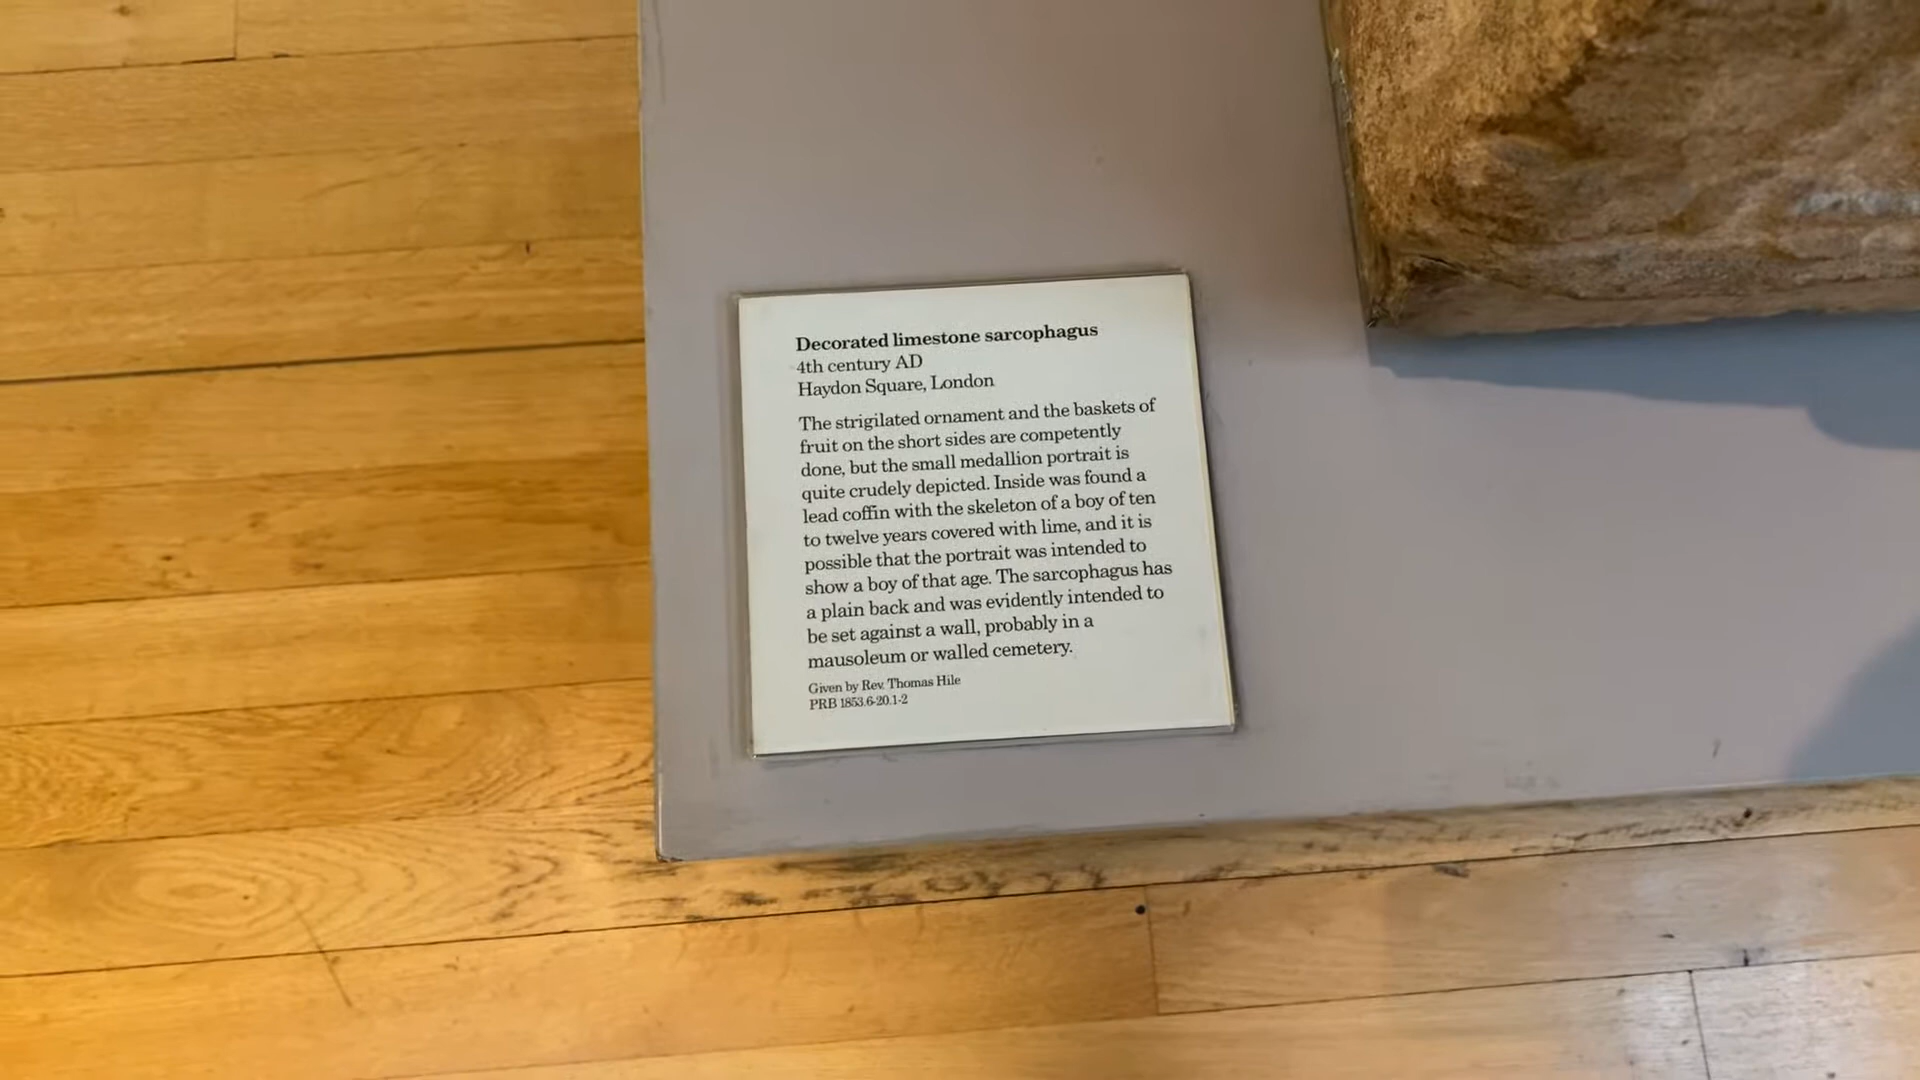 Decorated limestone sarcophagus
4th century AD
Haydon Square, London
The strigilated ornament and the baskets of
fruit on the short sides are competently
done, but the small medallion portrait is
quite crudely depicted. Inside was found a
lead coffin with the skeleton of a boy of ten
to twelve years covered with lime, and it is
possible that the portrait was intended to
show a boy of that age. The sarcophagus has
a plain back and was evidently intended to
be set against a wall, probably in a
mausoleum or walled cemetery.
Given by Rev. Thomas Hile
PRB 1853.6-20.1-2